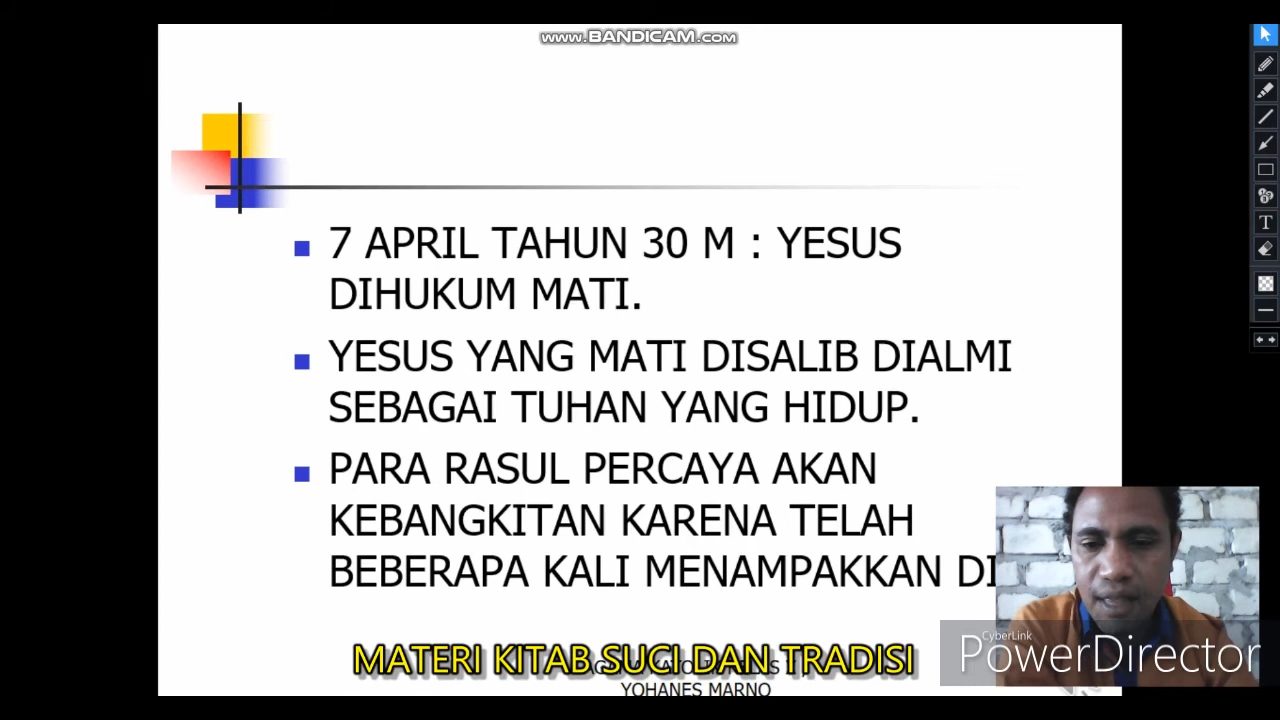 www.BANDICAM.com
7 APRIL TAHUN 30 M : YESUS
DIHUKUM MATI.
YESUS YANG MATI DISALIB DIALMI
SEBAGAI TUHAN YANG HIDUP.
PARA RASUL PERCAYA AKAN
KEBANGKITAN KARENA TELAH
BEBERAPA KALI MENAMPAKKAN DI
MATERI KITAB SUCI DAN TRADISI
YOHANES MARNO
CyberLink
PowerDirector